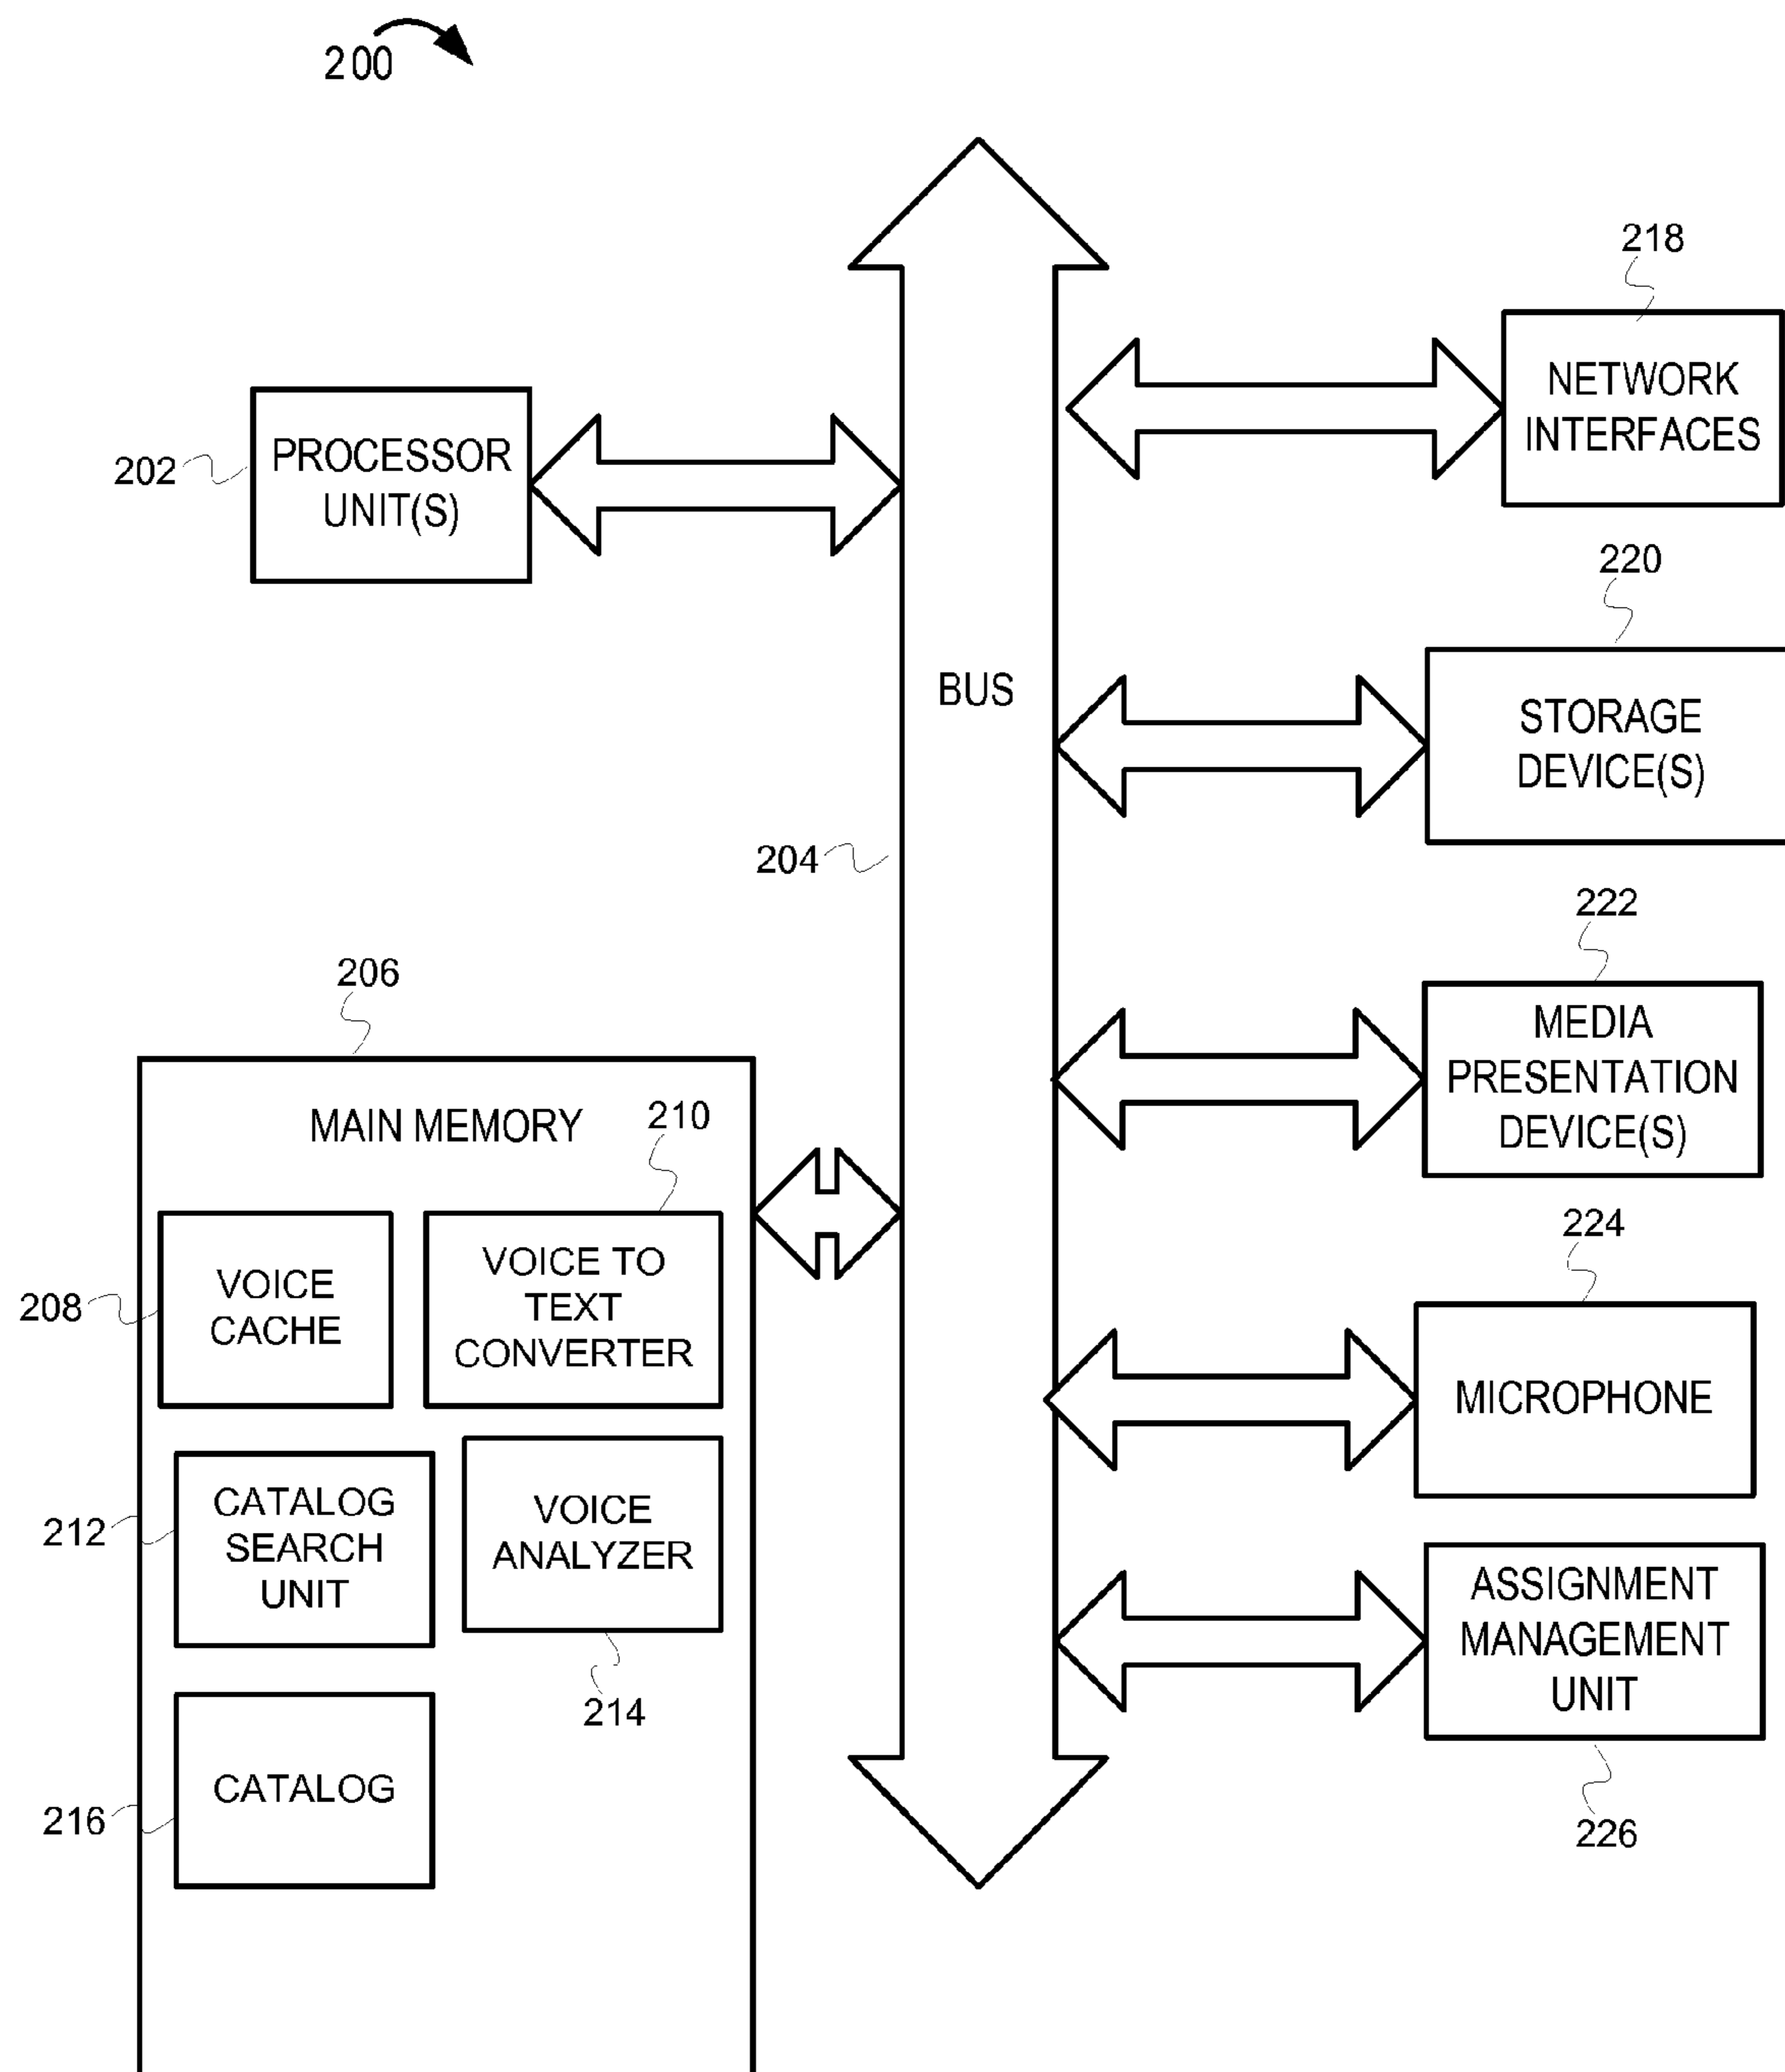 200
218
NETWORK
INTERFACES
202
PROCESSOR
UNIT(S)
220
STORAGE
DEVICE(S)
BUS
204
222
MEDIA
PRESENTATION
DEVICE(S)
206
MAIN MEMORY
210
208
VOICE
CACHE
VOICE TO
TEXT
CONVERTER
224
MICROPHONE
212
CATALOG
SEARCH
UNIT
VOICE
ANALYZER
214
ASSIGNMENT
MANAGEMENT
UNIT
226
216
CATALOG